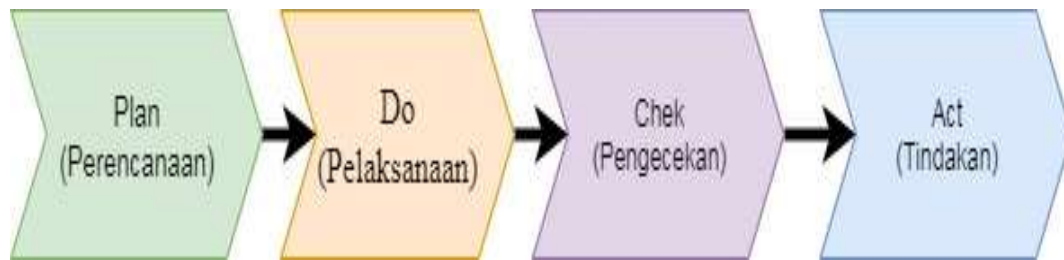 Plan
(Perencanaan)
Do
(Pelaksanaan)
Chek
(Pengecekan)
Act
(Tindakan)